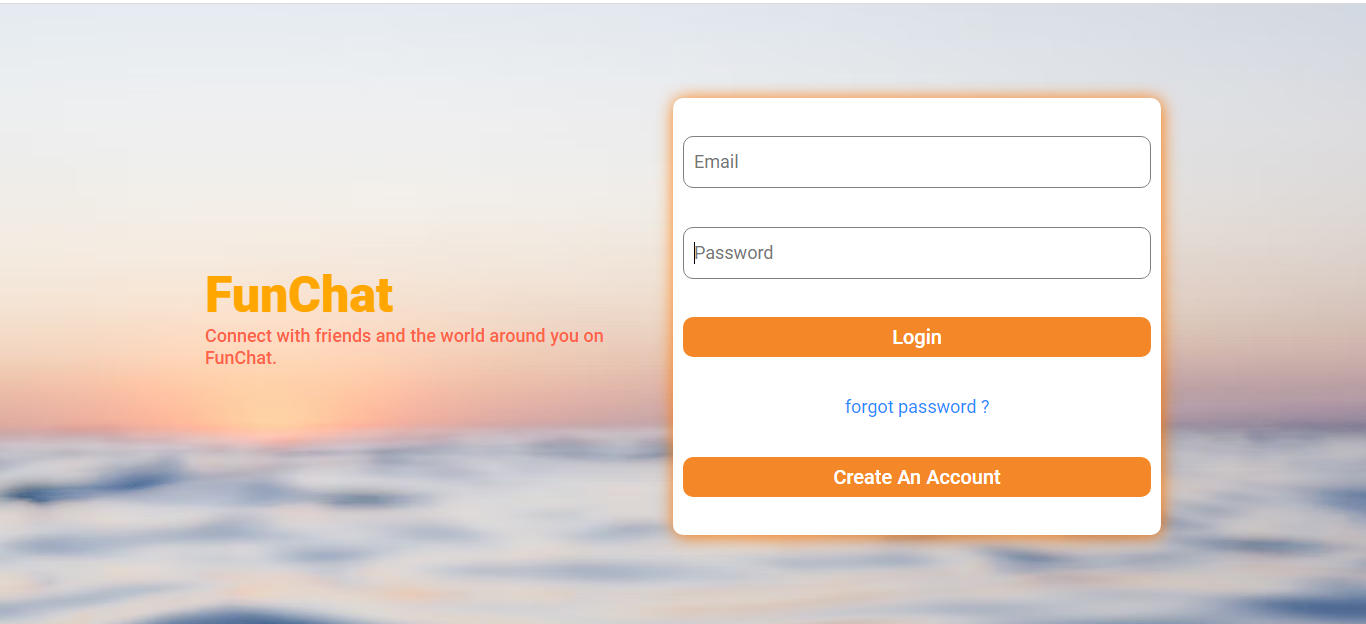 FunChat
Connect with friends and the world around you on
FunChat.
Email
Password
Login
forgot password ?
Create An Account